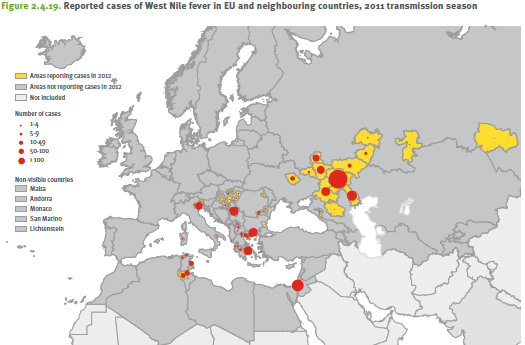 Figure 2.4.19. Reported cases of West Nile fever in EU and neighbouring countries, 2011 transmission season
Areas reporting cases in 2012
Areas not reporting cases in 2012
Not included
Number of cases
1-4
5-9
10-49
50-100
> 100
Non-visible countries
Malta
Andorra
Monaco
San Marino
Lichtenstein